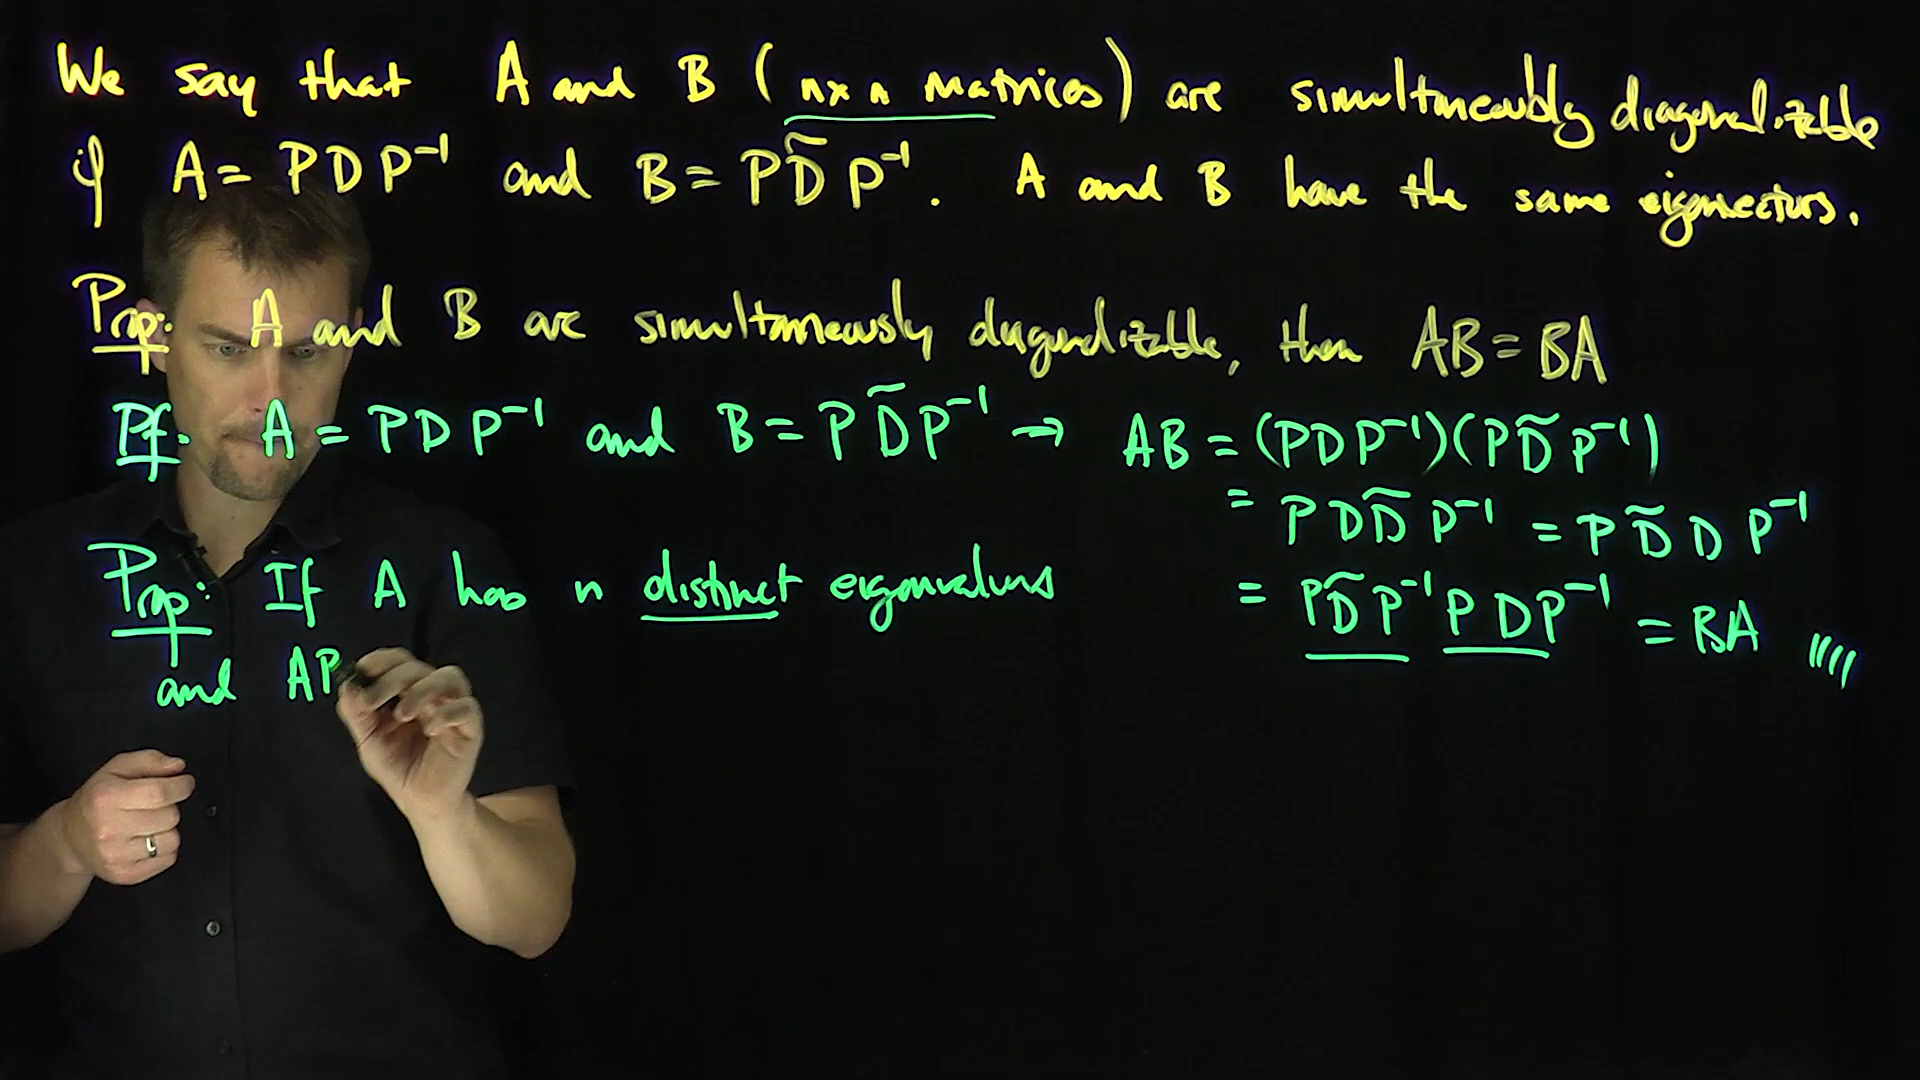 We say that A and B (n×n matrices) are simultaneously diagonalizable
if A = PDP⁻¹ and B = PD̃P⁻¹. A and B have the same eigenvectors.
Prop: A and B are simultaneously diagonalizable, then AB = BA
Pf: A = PDP⁻¹ and B = PD̃P⁻¹ → AB = (PDP⁻¹)(PD̃P⁻¹)
= PDD̃P⁻¹ = PD̃DP⁻¹
= PD̃P⁻¹PDP⁻¹ = BA ////
Prop: If A has n distinct eigenvalues
and AB